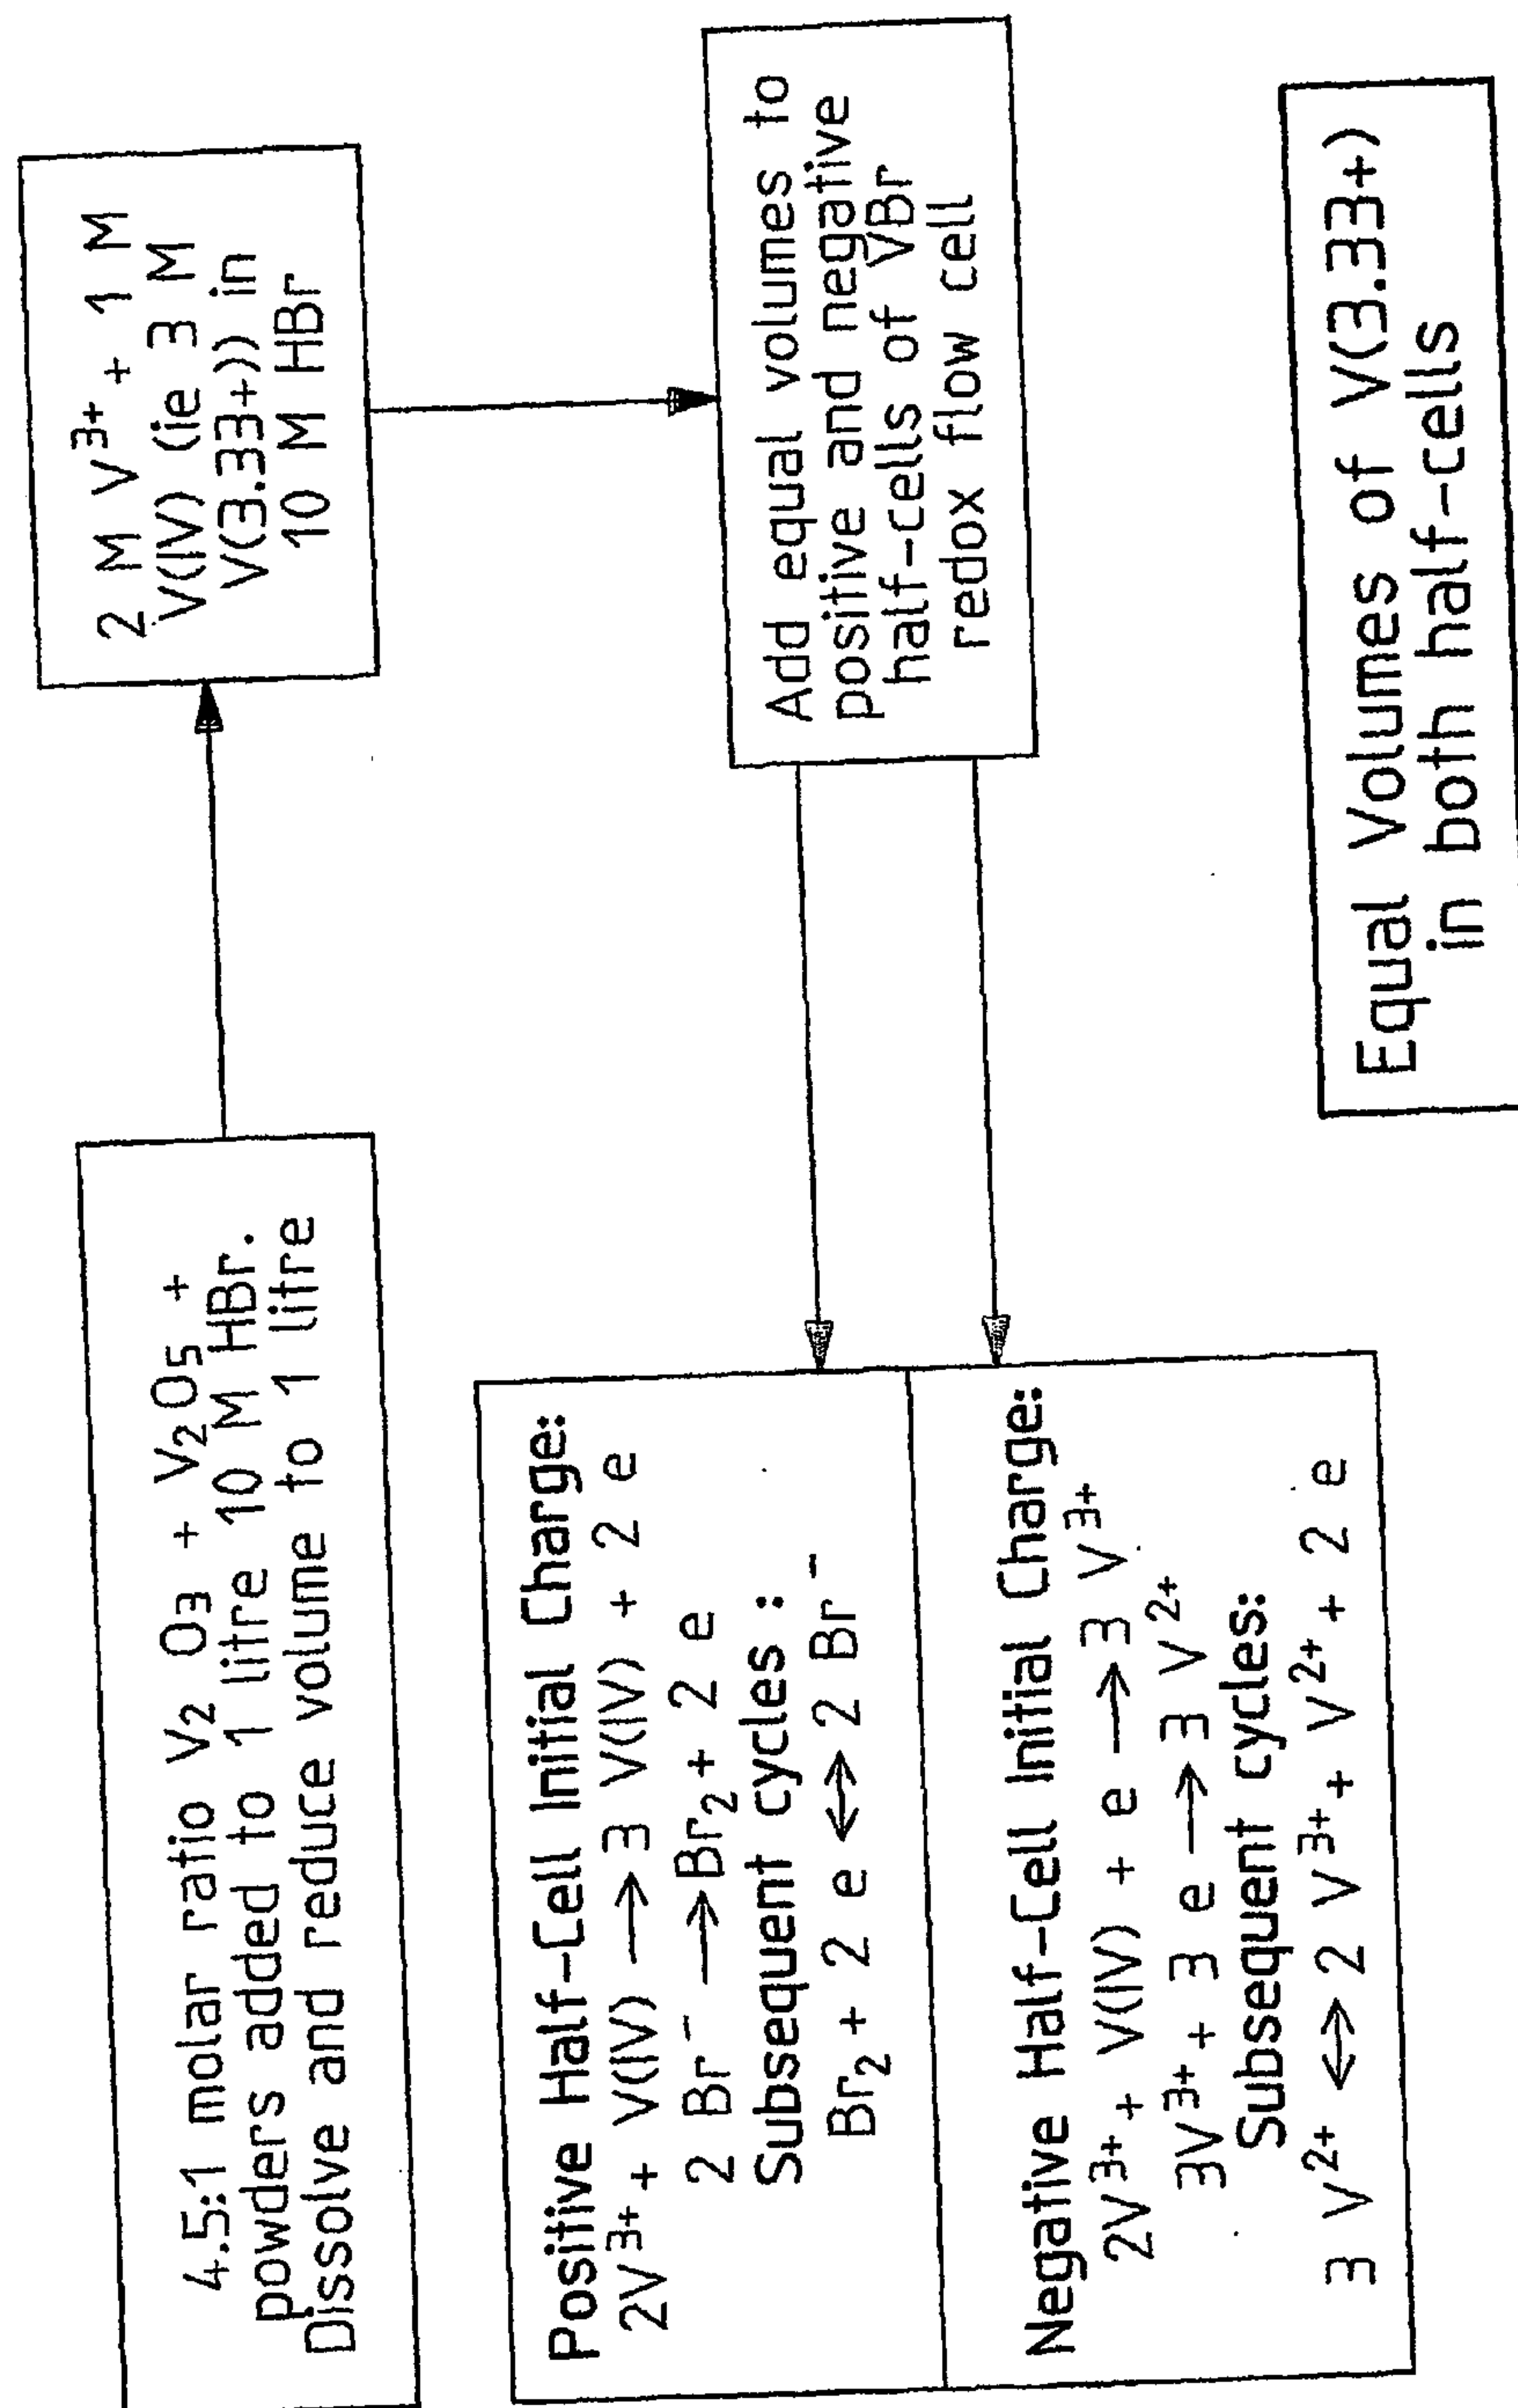 4.5:1 molar ratio V₂ O₃ + V₂O₅ +
powders added to 1 litre 10 M HBr.
Dissolve and reduce volume to 1 litre
2 M V³⁺ + 1 M
V(IV) (ie 3 M
V(3.33+)) in
10 M HBr
Add equal volumes to
positive and negative
half-cells of VBr
redox flow cell
Positive Half-Cell Initial Charge:
2V³⁺ + V(IV) → 3 V(IV) + 2 e
2 Br⁻ → Br₂ + 2 e
Subsequent cycles :
Br₂ + 2 e ↔ 2 Br⁻
Negative Half-Cell Initial Charge:
2V³⁺ + V(IV) + e → 3 V³⁺
3V³⁺ + 3 e → 3 V²⁺
Subsequent cycles:
3 V²⁺ ↔ 2 V³⁺ + V²⁺ + 2 e
Equal Volumes of V(3.33+)
in both half-cells